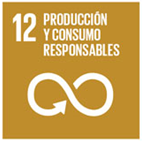 12 PRODUCCIÓN
Y CONSUMO
RESPONSABLES